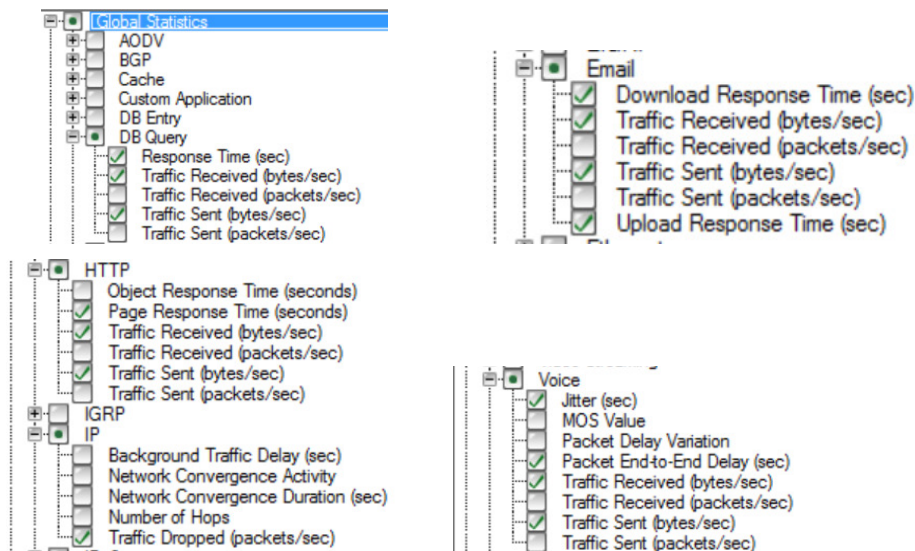 Global Statistics
AODV
BGP
Cache
Custom Application
DB Entry
DB Query
Response Time (sec)
Traffic Received (bytes/sec)
Traffic Received (packets/sec)
Traffic Sent (bytes/sec)
Traffic Sent (packets/sec)
Email
Download Response Time (sec)
Traffic Received (bytes/sec)
Traffic Received (packets/sec)
Traffic Sent (bytes/sec)
Traffic Sent (packets/sec)
Upload Response Time (sec)
HTTP
Object Response Time (seconds)
Page Response Time (seconds)
Traffic Received (bytes/sec)
Traffic Received (packets/sec)
Traffic Sent (bytes/sec)
Traffic Sent (packets/sec)
IGRP
IP
Background Traffic Delay (sec)
Network Convergence Activity
Network Convergence Duration (sec)
Number of Hops
Traffic Dropped (packets/sec)
Voice
Jitter (sec)
MOS Value
Packet Delay Variation
Packet End-to-End Delay (sec)
Traffic Received (bytes/sec)
Traffic Received (packets/sec)
Traffic Sent (bytes/sec)
Traffic Sent (packets/sec)